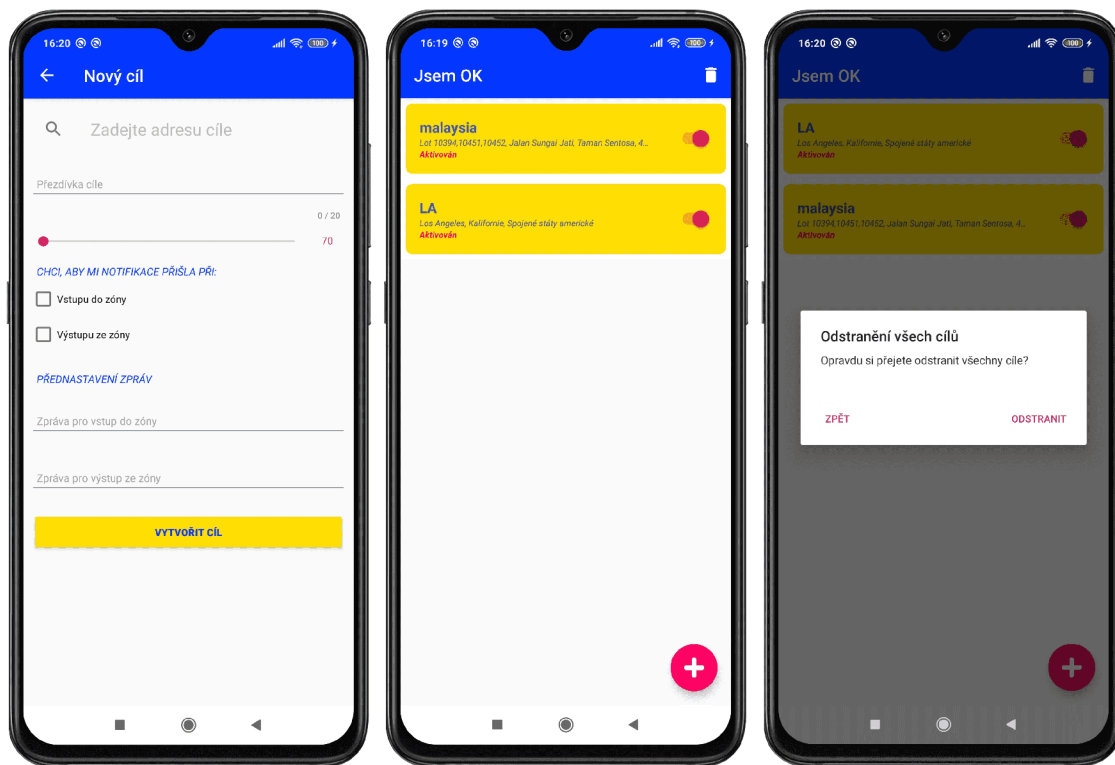 16:20
100
Nový cíl
Zadejte adresu cíle
Přezdívka cíle
0 / 20
70
CHCI, ABY MI NOTIFIKACE PŘIŠLA PŘI:
Vstupu do zóny
Výstupu ze zóny
PŘEDNASTAVENÍ ZPRÁV
Zpráva pro vstup do zóny
Zpráva pro výstup ze zóny
VYTVOŘIT CÍL
16:19
100
Jsem OK
malaysia
Lot 10394,10451,10452, Jalan Sungai Jati, Taman Sentosa, 4...
Aktivován
LA
Los Angeles, Kalifornie, Spojené státy americké
Aktivován
16:20
100
Jsem OK
LA
Los Angeles, Kalifornie, Spojené státy americké
Aktivován
malaysia
Lot 10394,10451,10452, Jalan Sungai Jati, Taman Sentosa, 4...
Aktivován
Odstranění všech cílů
Opravdu si přejete odstranit všechny cíle?
ZPĚT
ODSTRANIT